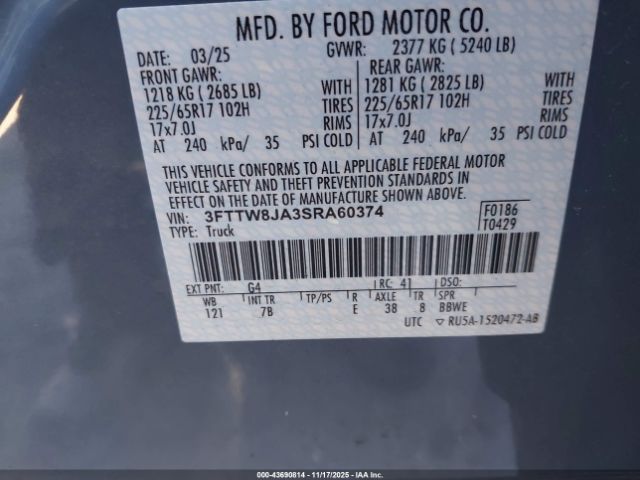 MFD. BY FORD MOTOR CO.
DATE: 03/25 GVWR: 2377 KG ( 5240 LB)
FRONT GAWR: REAR GAWR:
1218 KG ( 2685 LB) WITH 1281 KG ( 2825 LB) WITH
225/65R17 102H TIRES 225/65R17 102H TIRES
17x7.0J RIMS 17x7.0J RIMS
AT 240 kPa/ 35 PSI COLD AT 240 kPa/ 35 PSI COLD
THIS VEHICLE CONFORMS TO ALL APPLICABLE FEDERAL MOTOR
VEHICLE SAFETY AND THEFT PREVENTION STANDARDS IN
EFFECT ON THE DATE OF MANUFACTURE SHOWN ABOVE.
VIN: 3FTTW8JA3SRA60374 F0186
TYPE: Truck T0429
EXT PNT: G4 RC: 41 DSO:
WB INT TR TP/PS R AXLE TR SPR
121 7B E 38 8 BBWE
UTC RU5A-1520472-AB
000-43690814 - 11/17/2025 - IAA, Inc.